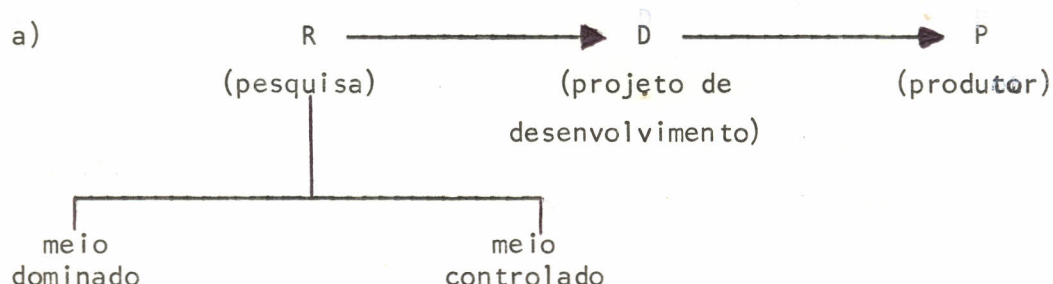 a) R D P
(pesquisa) (projeto de (produtor)
desenvolvimento)
meio meio
dominado controlado